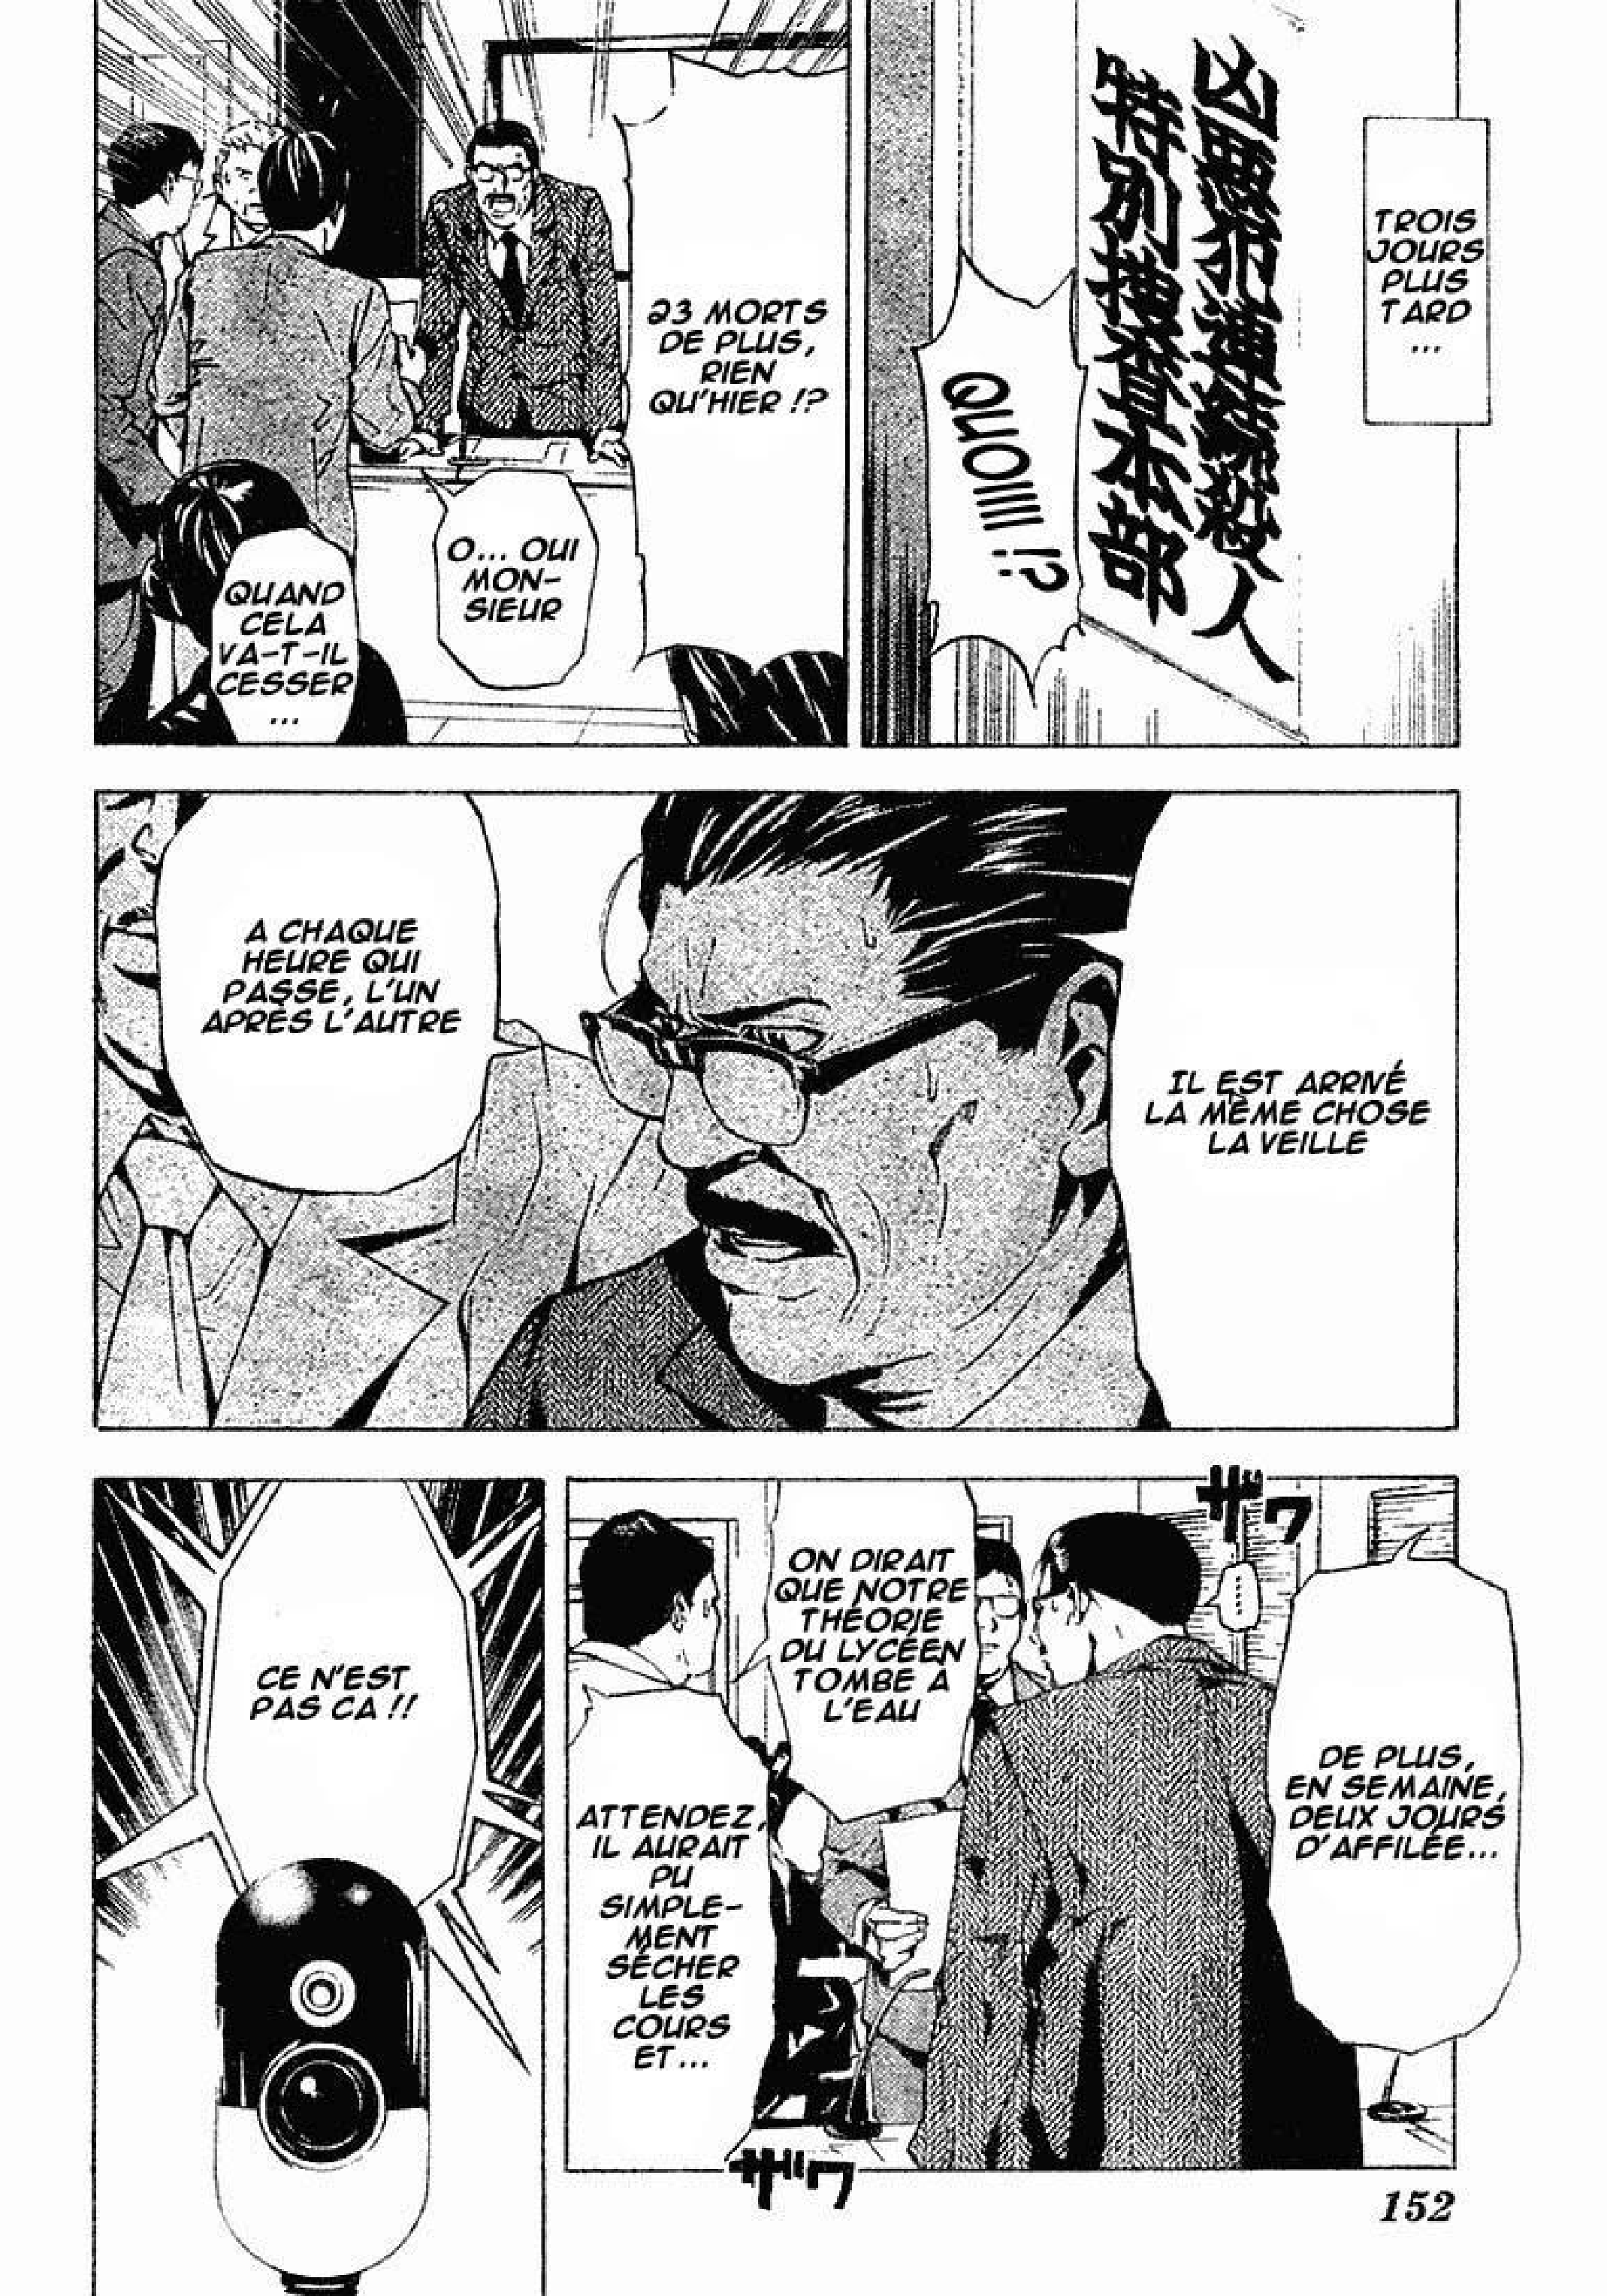 TROIS
JOURS
PLUS
TARD
...
凶悪犯連続殺人
特別捜査本部
QUOIIII !?
23 MORTS
DE PLUS,
RIEN
QU'HIER !?
O... OUI
MON-
SIEUR
QUAND
CELA
VA-T-IL
CESSER
...
IL EST ARRIVÉ
LA MÊME CHOSE
LA VEILLE
A CHAQUE
HEURE QUI
PASSE, L'UN
APRÈS L'AUTRE
ザワ
DE PLUS,
EN SEMAINE,
DEUX JOURS
D'AFFILÉE...
......
ON DIRAIT
QUE NOTRE
THÉORIE
DU LYCÉEN
TOMBE À
L'EAU
ATTENDEZ,
IL AURAIT
PU
SIMPLE-
MENT
SÉCHER
LES
COURS
ET...
ザワ
CE N'EST
PAS CA !!
152